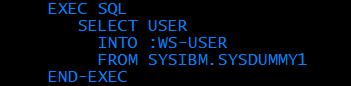 EXEC SQL
SELECT USER
INTO :WS-USER
FROM SYSIBM.SYSDUMMY1
END-EXEC